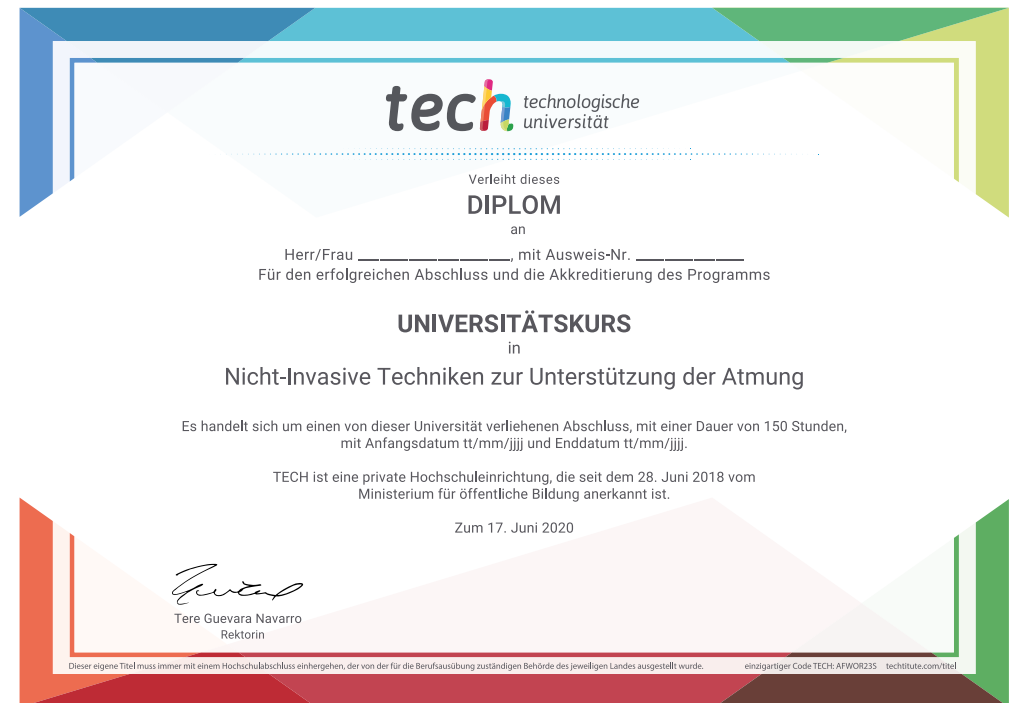 tech technologische
universität
Verleiht dieses
DIPLOM
an
Herr/Frau ____________________, mit Ausweis-Nr. ______________
Für den erfolgreichen Abschluss und die Akkreditierung des Programms
UNIVERSITÄTSKURS
in
Nicht-Invasive Techniken zur Unterstützung der Atmung
Es handelt sich um einen von dieser Universität verliehenen Abschluss, mit einer Dauer von 150 Stunden,
mit Anfangsdatum tt/mm/jjjj und Enddatum tt/mm/jjjj.
TECH ist eine private Hochschuleinrichtung, die seit dem 28. Juni 2018 vom
Ministerium für öffentliche Bildung anerkannt ist.
Zum 17. Juni 2020
Tere Guevara Navarro
Rektorin
Dieser eigene Titel muss immer mit einem Hochschulabschluss einhergehen, der von der für die Berufsausübung zuständigen Behörde des jeweiligen Landes ausgestellt wurde. einzigartiger Code TECH: AFWOR23S techtitute.com/titel